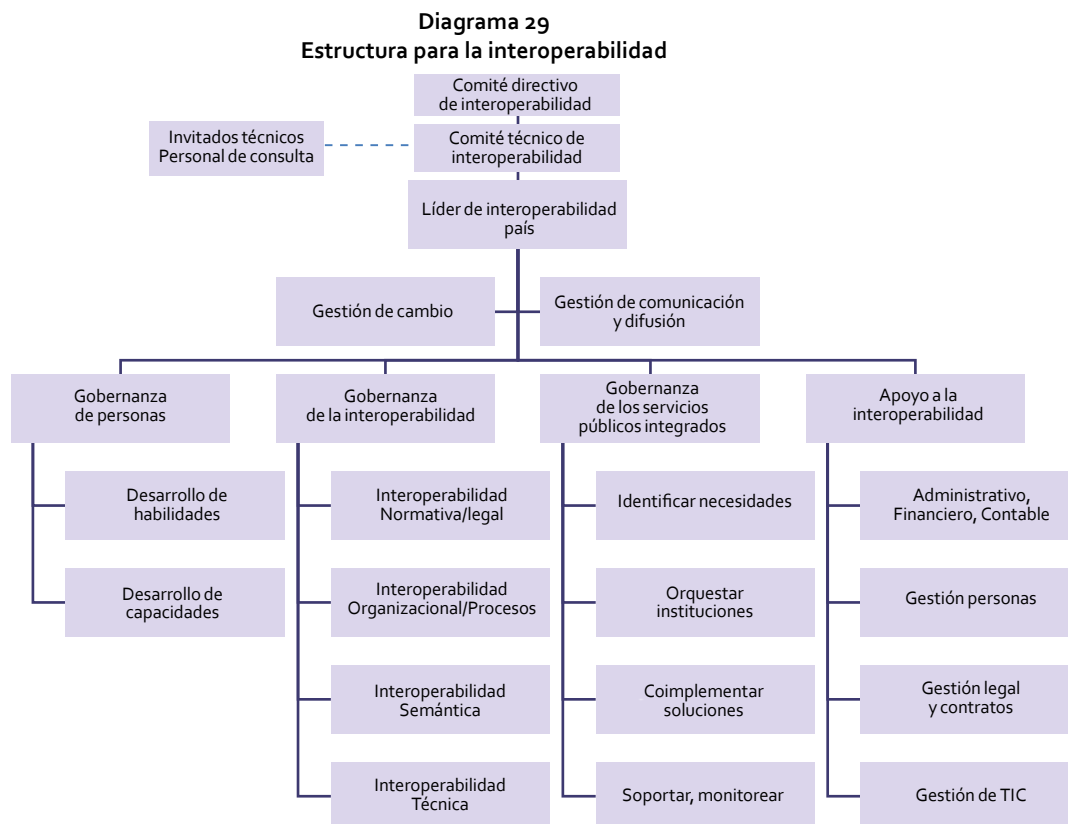 Diagrama 29
Estructura para la interoperabilidad
Comité directivo
de interoperabilidad
Invitados técnicos
Personal de consulta
Comité técnico de
interoperabilidad
Líder de interoperabilidad
país
Gestión de cambio
Gestión de comunicación
y difusión
Gobernanza
de personas
Gobernanza
de la interoperabilidad
Gobernanza
de los servicios
públicos integrados
Apoyo a la
interoperabilidad
Desarrollo de
habilidades
Desarrollo de
capacidades
Interoperabilidad
Normativa/legal
Interoperabilidad
Organizacional/Procesos
Interoperabilidad
Semántica
Interoperabilidad
Técnica
Identificar necesidades
Orquestar
instituciones
Coimplementar
soluciones
Soportar, monitorear
Administrativo,
Financiero, Contable
Gestión personas
Gestión legal
y contratos
Gestión de TIC